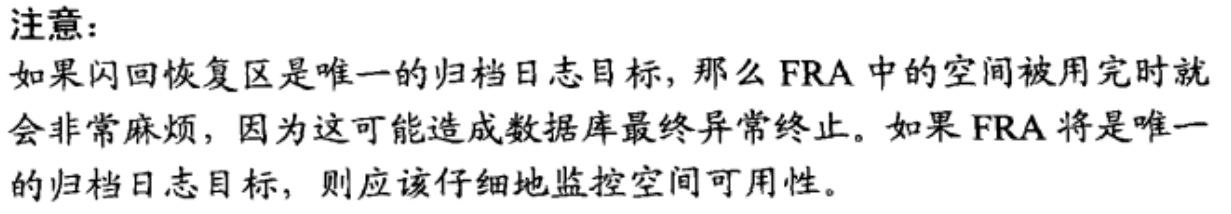 注意：
如果闪回恢复区是唯一的归档日志目标，那么 FRA 中的空间被用完时就
会非常麻烦，因为这可能造成数据库最终异常终止。如果 FRA 将是唯一
的归档日志目标，则应该仔细地监控空间可用性。